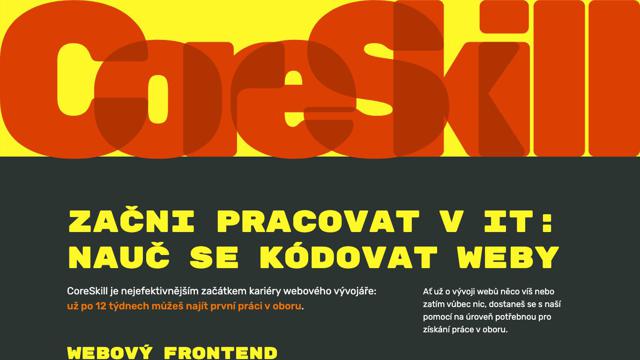 CoreSkill
ZAČNI PRACOVAT V IT:
NAUČ SE KÓDOVAT WEBY
CoreSkill je nejefektivnějším začátkem kariéry webového vývojáře:
už po 12 týdnech můžeš najít první práci v oboru.
Ať už o vývoji webů něco víš nebo
zatím vůbec nic, dostaneš se s naší
pomocí na úroveň potřebnou pro
získání práce v oboru.
WEBOVÝ FRONTEND